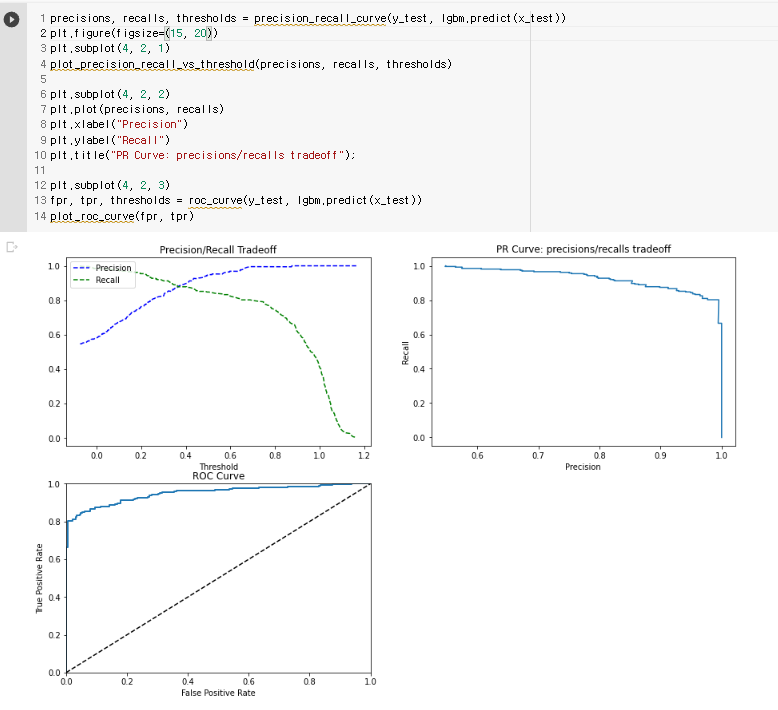 1 precisions, recalls, thresholds = precision_recall_curve(y_test, lgbm.predict(x_test))
2 plt.figure(figsize=(15, 20))
3 plt.subplot(4, 2, 1)
4 plot_precision_recall_vs_threshold(precisions, recalls, thresholds)
5
6 plt.subplot(4, 2, 2)
7 plt.plot(precisions, recalls)
8 plt.xlabel("Precision")
9 plt.ylabel("Recall")
10 plt.title("PR Curve: precisions/recalls tradeoff");
11
12 plt.subplot(4, 2, 3)
13 fpr, tpr, thresholds = roc_curve(y_test, lgbm.predict(x_test))
14 plot_roc_curve(fpr, tpr)
Precision/Recall Tradeoff
Precision
Recall
1.0
0.8
0.6
0.4
0.2
0.0
0.0 0.2 0.4 0.6 0.8 1.0 1.2
Threshold
PR Curve: precisions/recalls tradeoff
Recall
1.0
0.8
0.6
0.4
0.2
0.0
0.6 0.7 0.8 0.9 1.0
Precision
ROC Curve
True Positive Rate
1.0
0.8
0.6
0.4
0.2
0.0
0.0 0.2 0.4 0.6 0.8 1.0
False Positive Rate